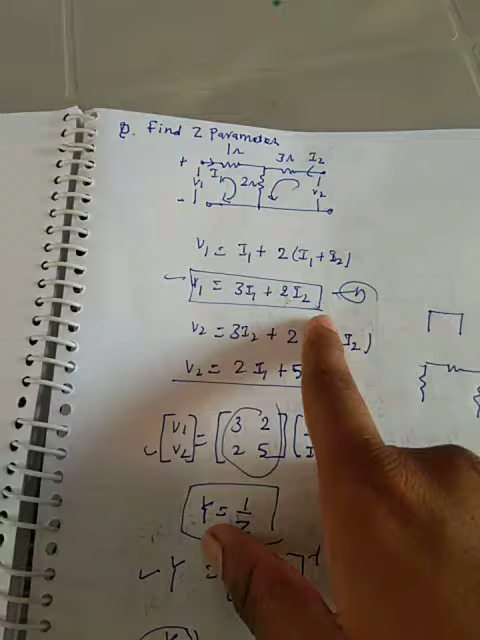 Q. Find Z Parameter
1Ω 3Ω I2
+ I1 2Ω
V1 V2
-
V1 = I1 + 2(I1+I2)
V1 = 3I1 + 2I2 
V2 = 3I2 + 2 I2)
V2 = 2I1 + 5
[V1 V2] = [3 2
2 5]
Y = 1/Z
Y =